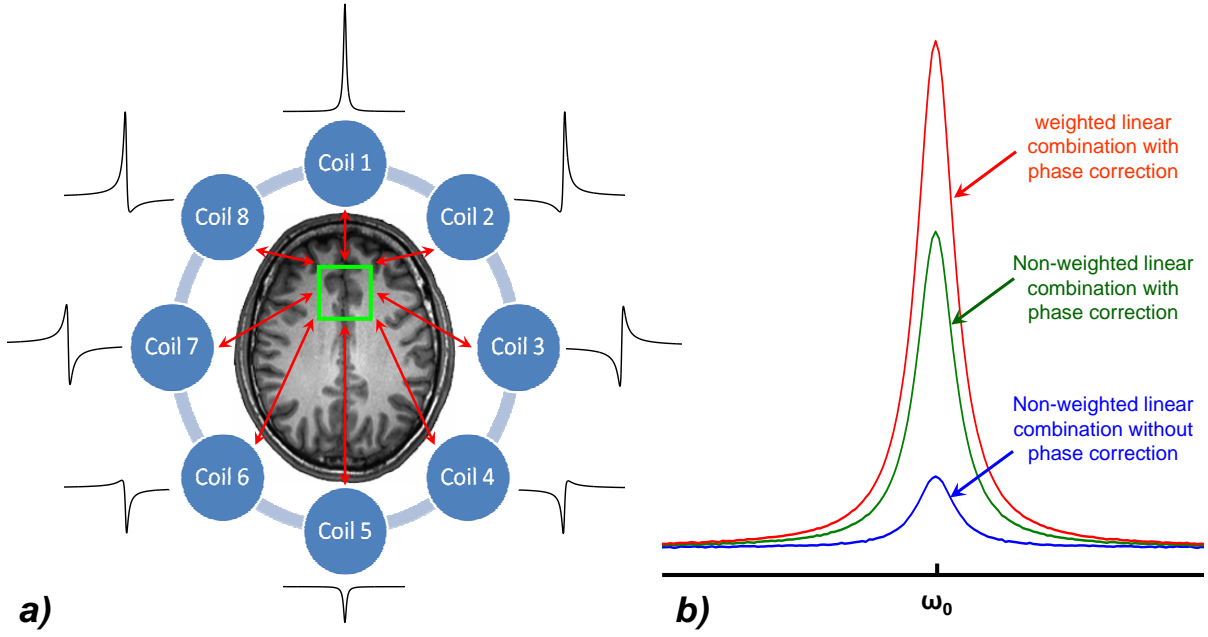 Coil 1
Coil 2
Coil 3
Coil 4
Coil 5
Coil 6
Coil 7
Coil 8
a)
weighted linear
combination with
phase correction
Non-weighted linear
combination with
phase correction
Non-weighted linear
combination without
phase correction
ω₀
b)